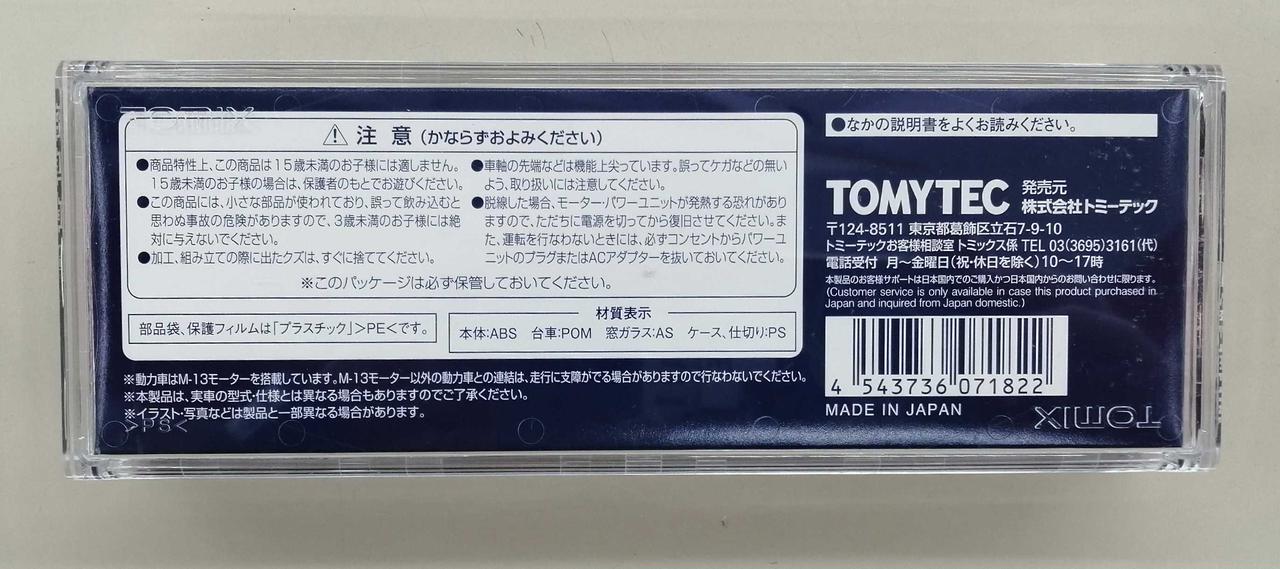 TOMIX
⚠注 意(かならずおよみください)
●商品特性上、この商品は15歳未満のお子様には適しません。
15歳未満のお子様の場合は、保護者のもとでお遊びください。
●この商品には、小さな部品が使われており、誤って飲み込むと
思わぬ事故の危険がありますので、3歳未満のお子様には絶
対に与えないでください。
●加工、組み立ての際に出たクズは、すぐに捨ててください。
●車輪の先端などは機能上尖っています。誤ってケガなどの無い
よう、取り扱いには注意してください。
●脱線した場合、モーター・パワーユニットが発熱する恐れがあり
ますので、ただちに電源を切ってから復旧させてください。ま
た、運転を行なわないときには、必ずコンセントからパワーユ
ニットのプラグまたはACアダプターを抜いておいてください。
※このパッケージは必ず保管しておいてください。
部品袋、保護フィルムは「プラスチック」>PE<です。
材質表示
本体:ABS 台車:POM 窓ガラス:AS ケース、仕切り:PS
※動力車はM-13モーターを搭載しています。M-13モーター以外の動力車との連結は、走行に支障がでる場合がありますので行なわないでください。
※本製品は、実車の型式・仕様とは異なる場合もありますのでご了承ください。
※イラスト・写真などは製品と一部異なる場合があります。
>PS<
●なかの説明書をよくお読みください。
TOMYTEC 発売元
株式会社トミーテック
〒124-8511 東京都葛飾区立石7-9-10
トミーテックお客様相談室 トミックス係 TEL 03(3695)3161(代)
電話受付 月〜金曜日(祝・休日を除く)10〜17時
本製品のお客様サポートは日本国内でのご購入かつ日本国内からのお問い合わせに限ります。
(Customer service is only available in case this product purchased in
Japan and inquired from Japan domestic.)
4 543736 071822
MADE IN JAPAN
TOMIX